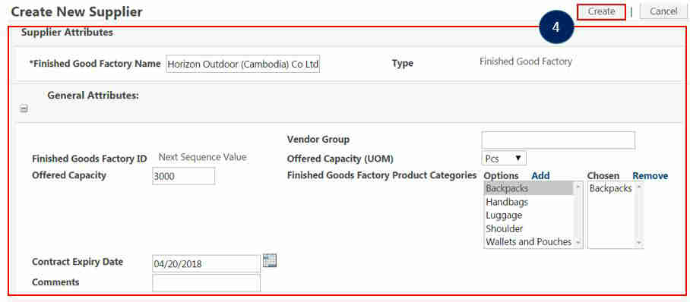 Create New Supplier
4
Create | Cancel
Supplier Attributes
*Finished Good Factory Name Horizon Outdoor (Cambodia) Co Ltd Type Finished Good Factory
General Attributes:
Vendor Group
Finished Goods Factory ID Next Sequence Value Offered Capacity (UOM) Pcs
Offered Capacity 3000 Finished Goods Factory Product Categories Options Add Chosen Remove
Backpacks Backpacks
Handbags
Luggage
Shoulder
Wallets and Pouches
Contract Expiry Date 04/20/2018
Comments